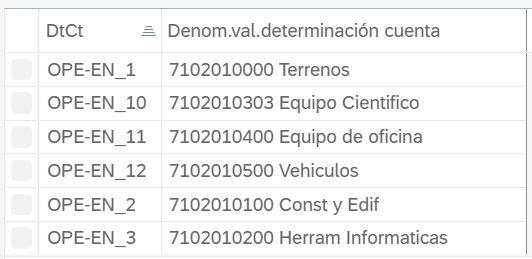 DtCt Denom.val.determinación cuenta
OPE-EN_1 7102010000 Terrenos
OPE-EN_10 7102010303 Equipo Cientifico
OPE-EN_11 7102010400 Equipo de oficina
OPE-EN_12 7102010500 Vehiculos
OPE-EN_2 7102010100 Const y Edif
OPE-EN_3 7102010200 Herram Informaticas